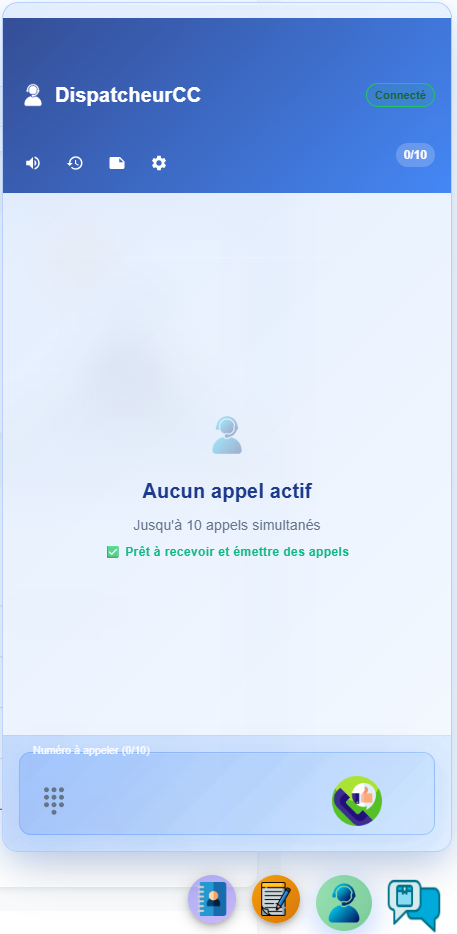 DispatcheurCC
Connecté
0/10
Aucun appel actif
Jusqu'à 10 appels simultanés
Prêt à recevoir et émettre des appels
Numéro à appeler (0/10)